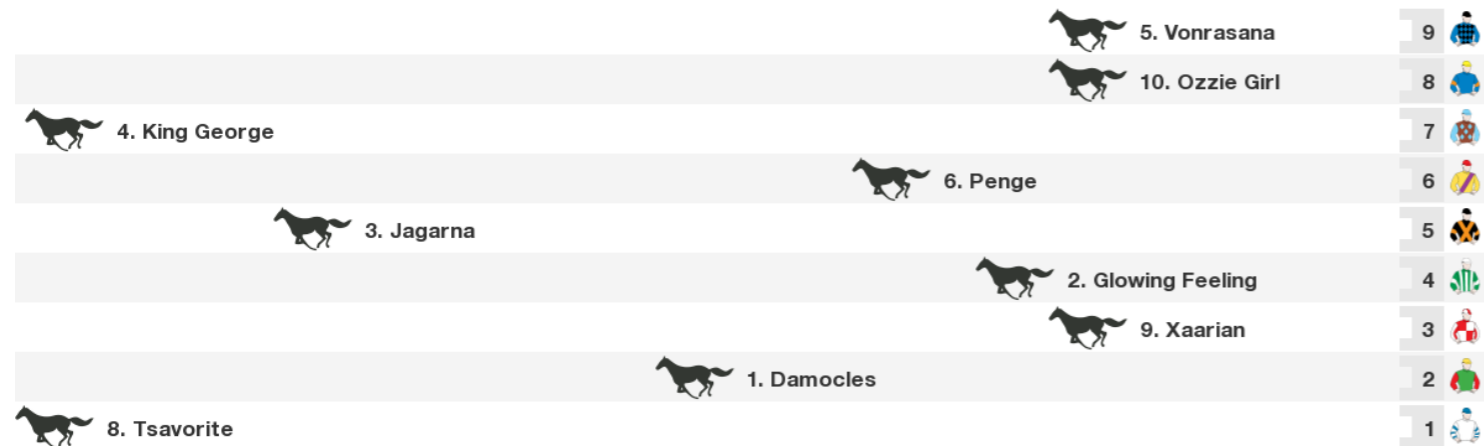 5. Vonrasana 9
10. Ozzie Girl 8
4. King George 7
6. Penge 6
3. Jagarna 5
2. Glowing Feeling 4
9. Xaarian 3
1. Damocles 2
8. Tsavorite 1